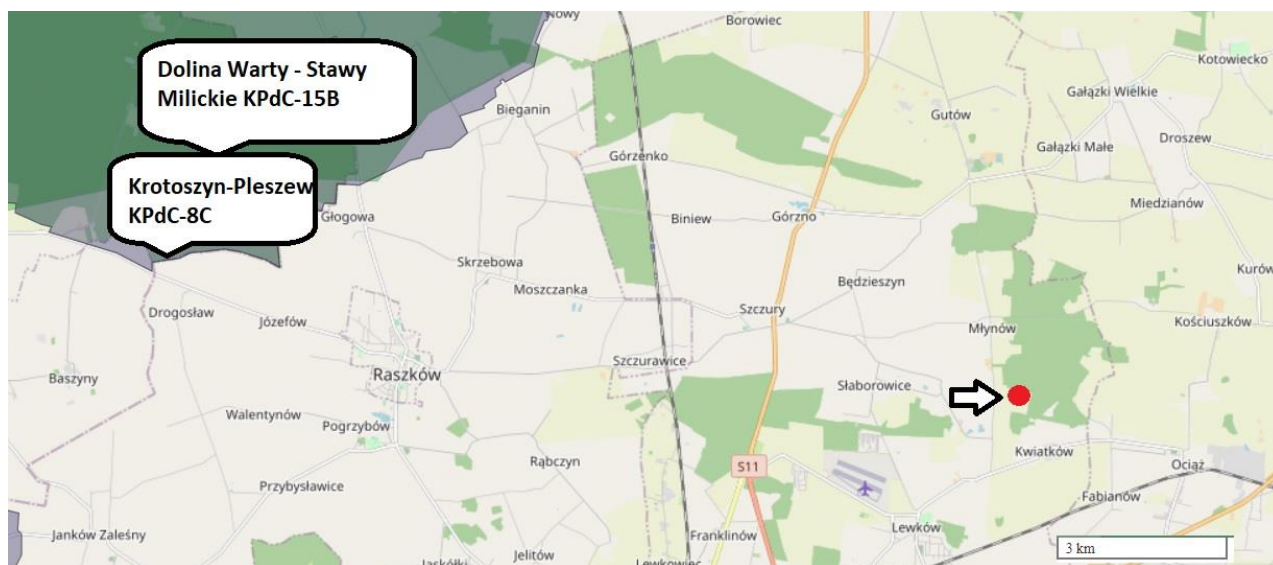 Nowy
Borowiec
Kotowiecko
Dolina Warty - Stawy
Milickie KPdC-15B
Gałązki Wielkie
Bieganin
Gutów
Droszew
Gałązki Małe
Górzenko
Krotoszyn-Pleszew
KPdC-8C
Miedzianów
Głogowa
Biniew
Górzno
Skrzebowa
Kurów
Moszczanka
Będzieszyn
Drogosław
Józefów
Szczury
Młynów
Kościuszków
Szczurawice
Raszków
Baszyny
Słaborowice
Walentynów
Pogrzybów
Kwiatków
Rąbczyn
S11
Ociąż
Przybysławice
Fabianów
Janków Zaleśny
Franklinów
Lewków
3 km
Jelitów
Jaskółki
Lewkowiec